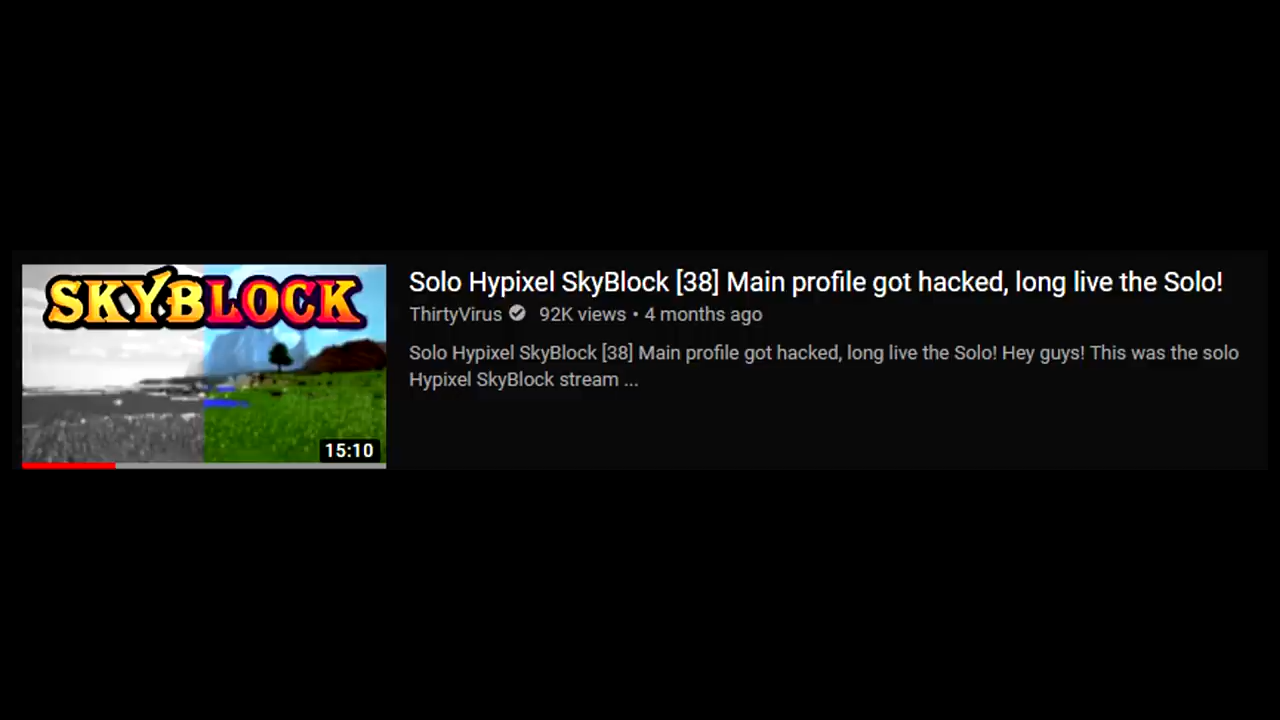 SKYBLOCK
15:10
Solo Hypixel SkyBlock [38] Main profile got hacked, long live the Solo!
ThirtyVirus 92K views • 4 months ago
Solo Hypixel SkyBlock [38] Main profile got hacked, long live the Solo! Hey guys! This was the solo
Hypixel SkyBlock stream ...